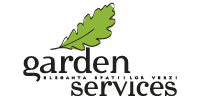 garden
ELEGANTA SPATIILOR VERZI
services